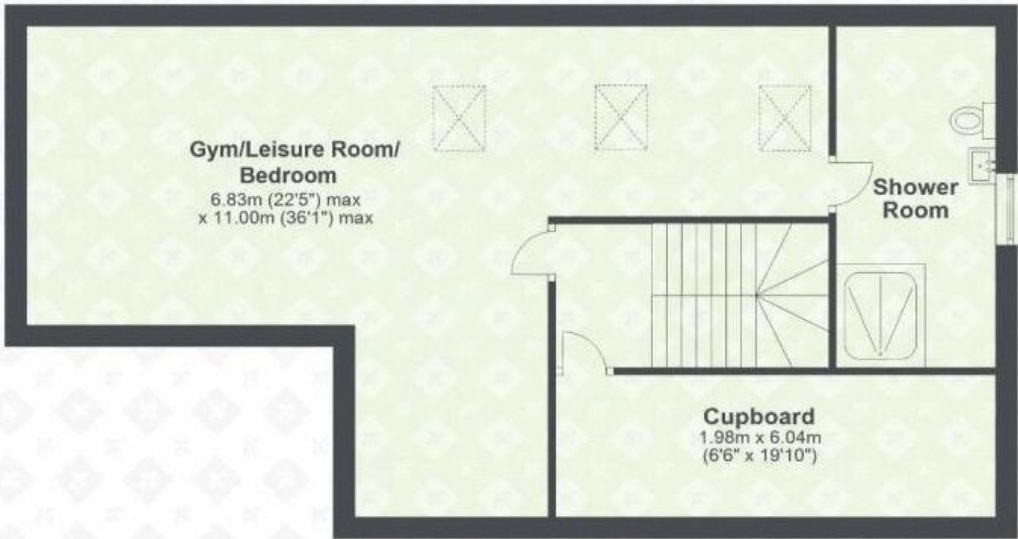 Gym/Leisure Room/
Bedroom
6.83m (22'5") max
x 11.00m (36'1") max
Shower
Room
Cupboard
1.98m x 6.04m
(6'6" x 19'10")